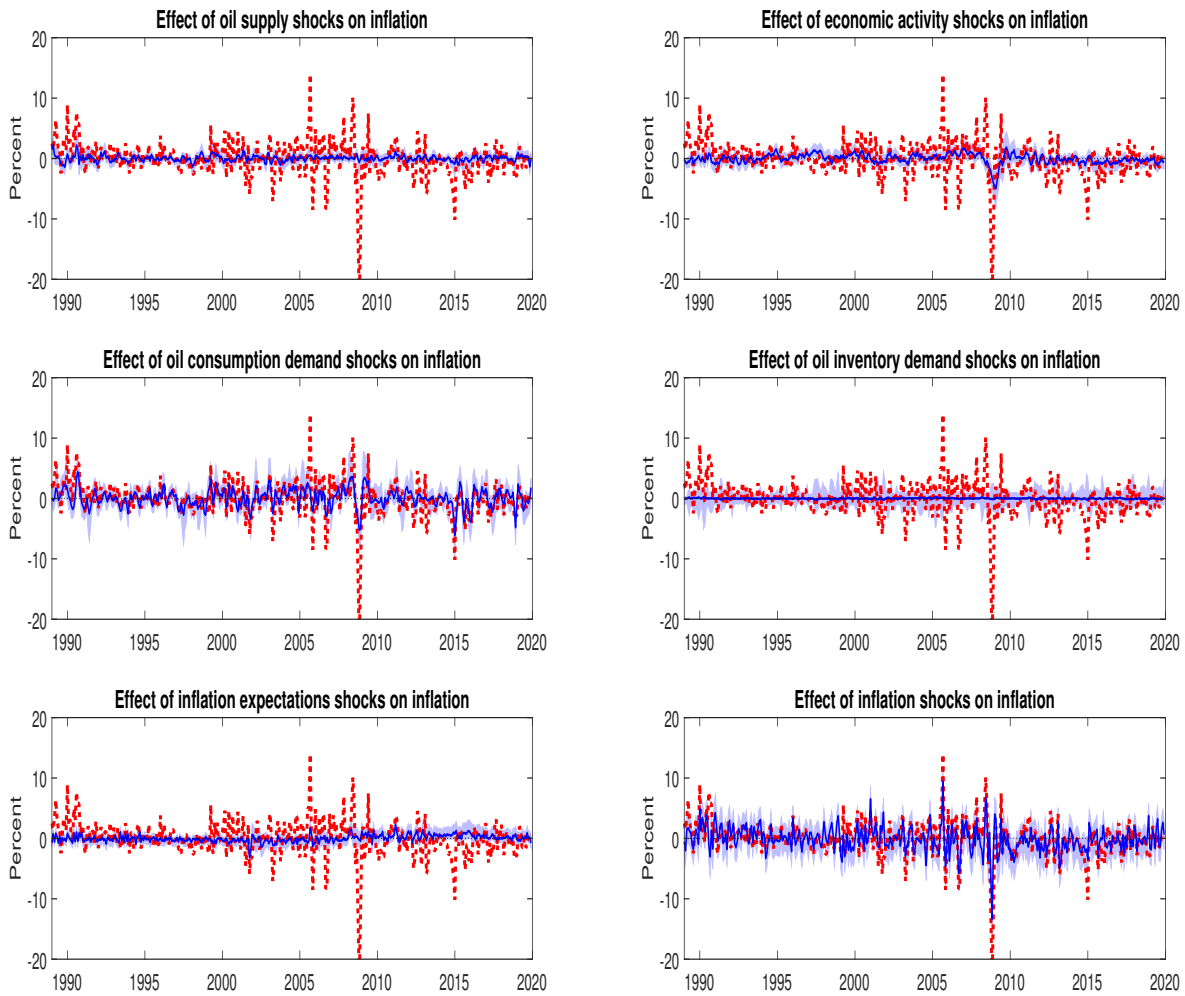 Effect of oil supply shocks on inflation
Percent
20
10
0
-10
-20
1990 1995 2000 2005 2010 2015 2020
Effect of economic activity shocks on inflation
Percent
20
10
0
-10
-20
1990 1995 2000 2005 2010 2015 2020
Effect of oil consumption demand shocks on inflation
Percent
20
10
0
-10
-20
1990 1995 2000 2005 2010 2015 2020
Effect of oil inventory demand shocks on inflation
Percent
20
10
0
-10
-20
1990 1995 2000 2005 2010 2015 2020
Effect of inflation expectations shocks on inflation
Percent
20
10
0
-10
-20
1990 1995 2000 2005 2010 2015 2020
Effect of inflation shocks on inflation
Percent
20
10
0
-10
-20
1990 1995 2000 2005 2010 2015 2020